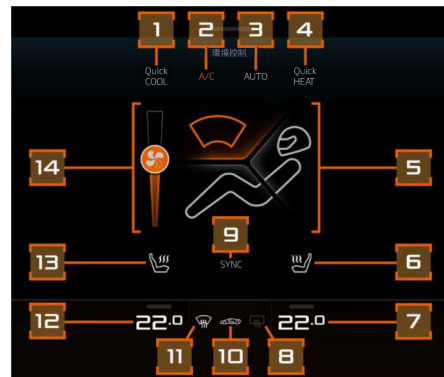 1 2 3 4
環境控制
Quick
COOL
A/C
AUTO
Quick
HEAT
14
5
9
13
SYNC
6
12
22.0
22.0
7
11
10
8